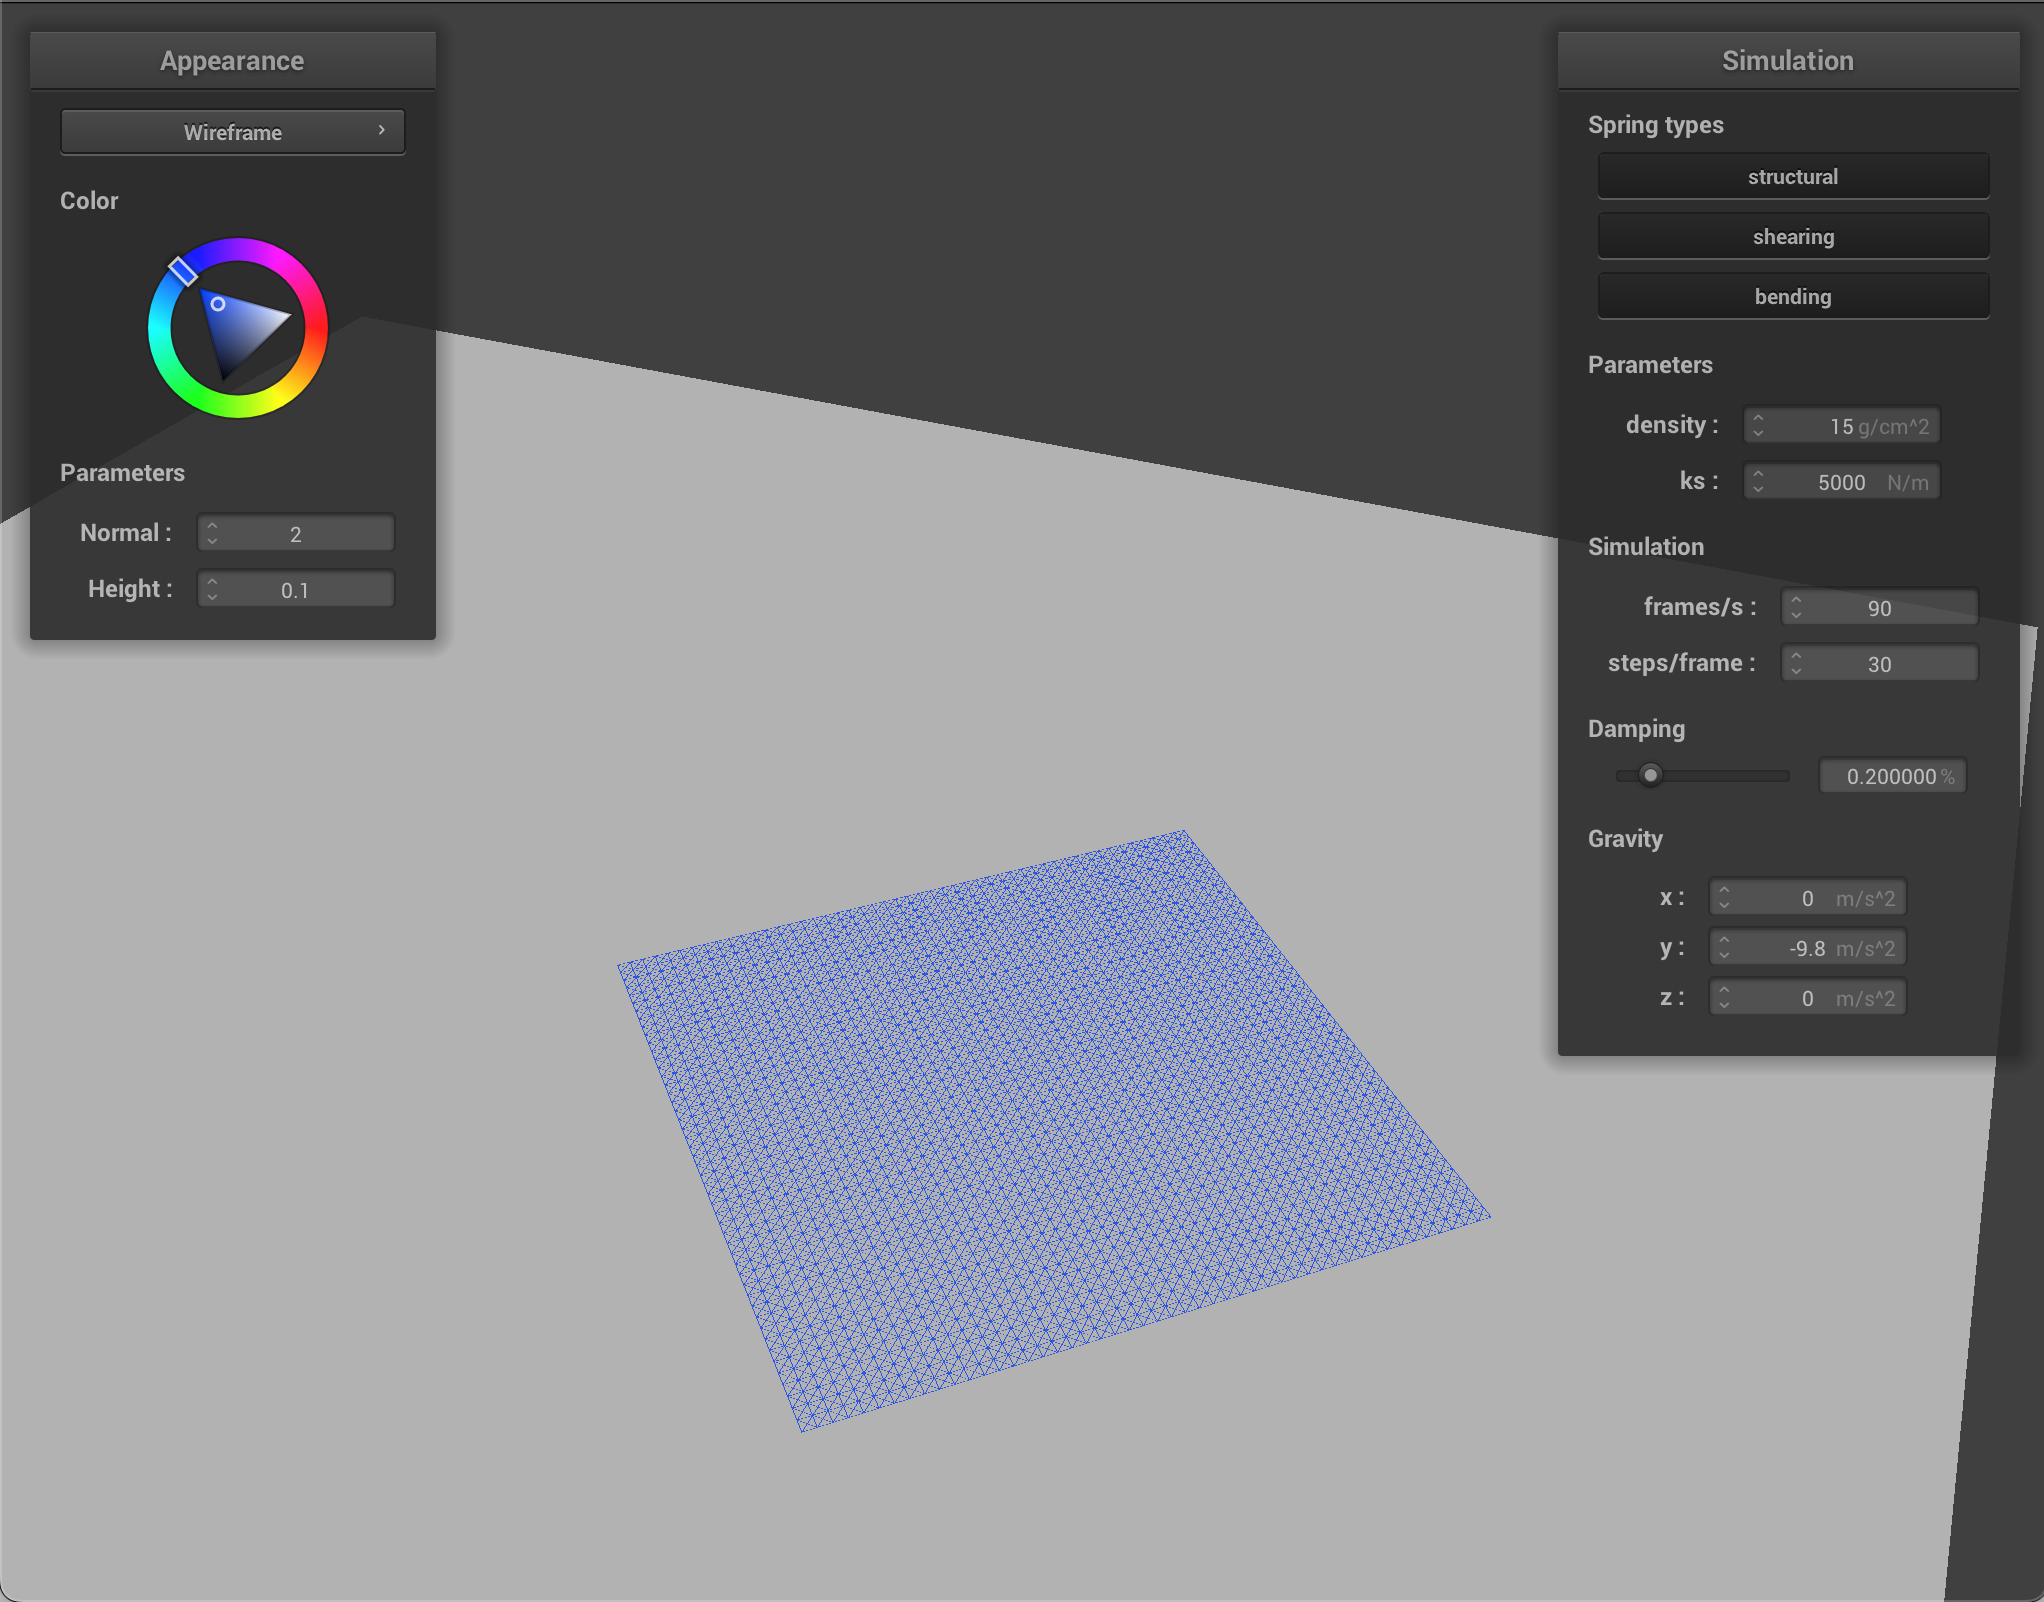 Appearance
Wireframe
Color
Parameters
Normal : 2
Height : 0.1
Simulation
Spring types
structural
shearing
bending
Parameters
density : 15 g/cm^2
ks : 5000 N/m
Simulation
frames/s : 90
steps/frame : 30
Damping
0.200000 %
Gravity
x : 0 m/s^2
y : -9.8 m/s^2
z : 0 m/s^2